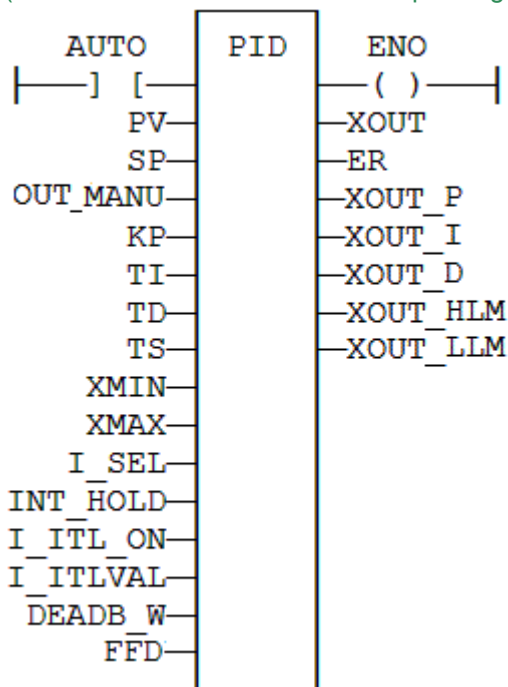 AUTO PID ENO
] [ ( )
PV XOUT
SP ER
OUT_MANU XOUT_P
KP XOUT_I
TI XOUT_D
TD XOUT_HLM
TS XOUT_LLM
XMIN
XMAX
I_SEL
INT_HOLD
I_ITL_ON
I_ITLVAL
DEADB_W
FFD